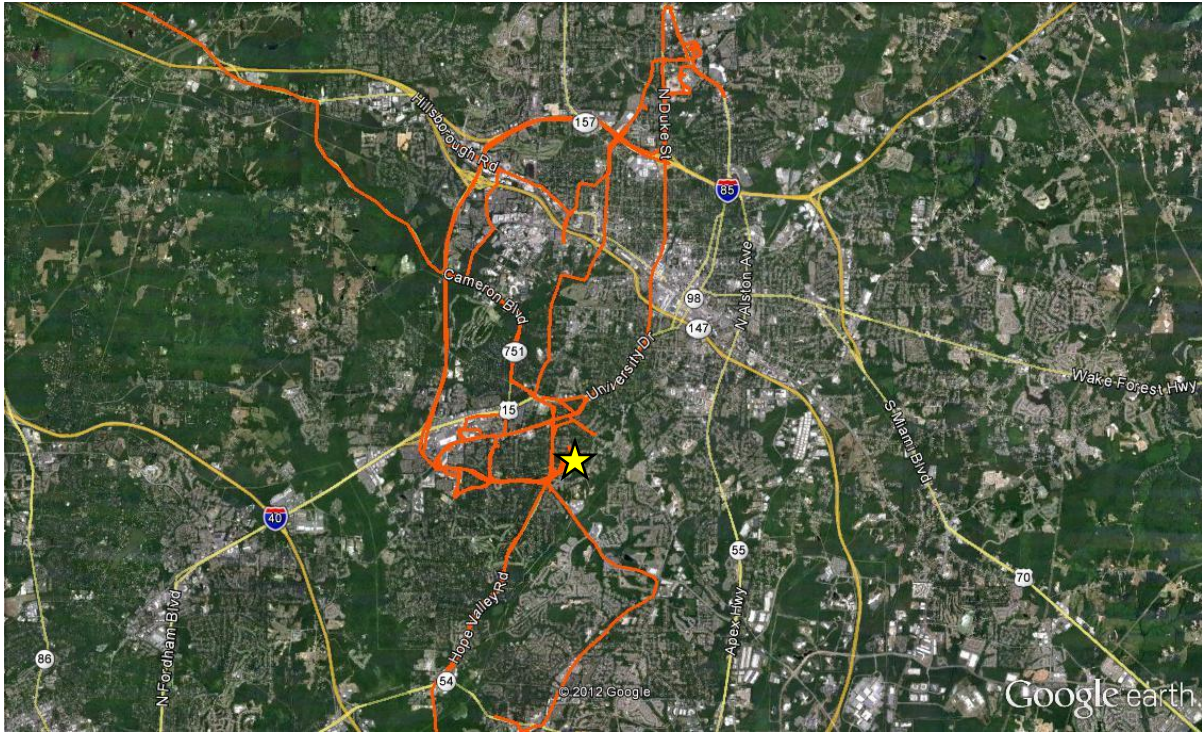 157
Hillsborough Rd
N Duke St
85
Cameron Blvd
N Alston Ave
98
147
751
University Dr
Wake Forest Hwy
15
S Miami Blvd
40
55
70
Hope Valley Rd
Apex Hwy
N Fordham Blvd
86
54
© 2012 Google
Google earth